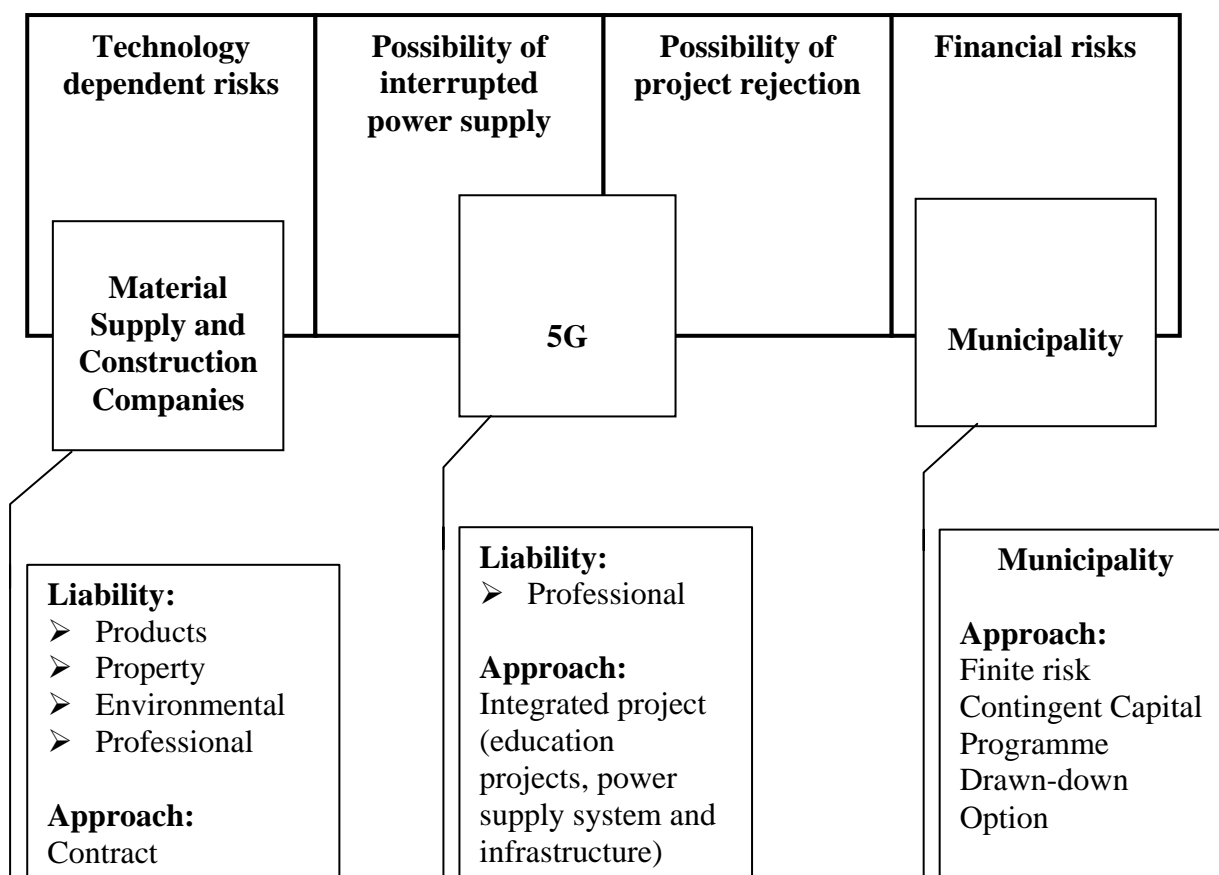 Technology
dependent risks
Possibility of
interrupted
power supply
Possibility of
project rejection
Financial risks
Material
Supply and
Construction
Companies
5G
Municipality
Liability:
➢ Products
➢ Property
➢ Environmental
➢ Professional
Approach:
Contract
Liability:
➢ Professional
Approach:
Integrated project
(education
projects, power
supply system and
infrastructure)
Municipality
Approach:
Finite risk
Contingent Capital
Programme
Drawn-down
Option